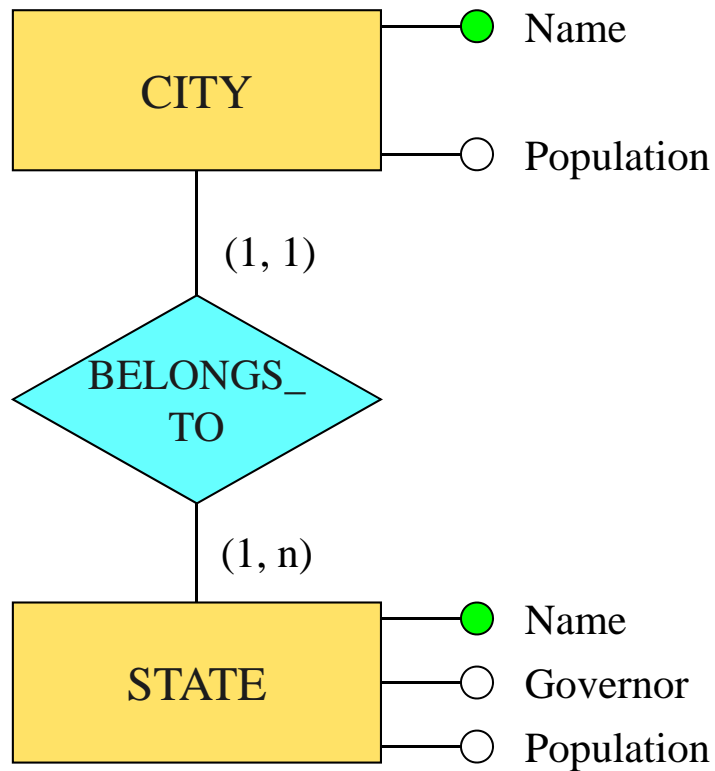 Name
CITY
Population
(1, 1)
BELONGS_
TO
(1, n)
Name
STATE
Governor
Population